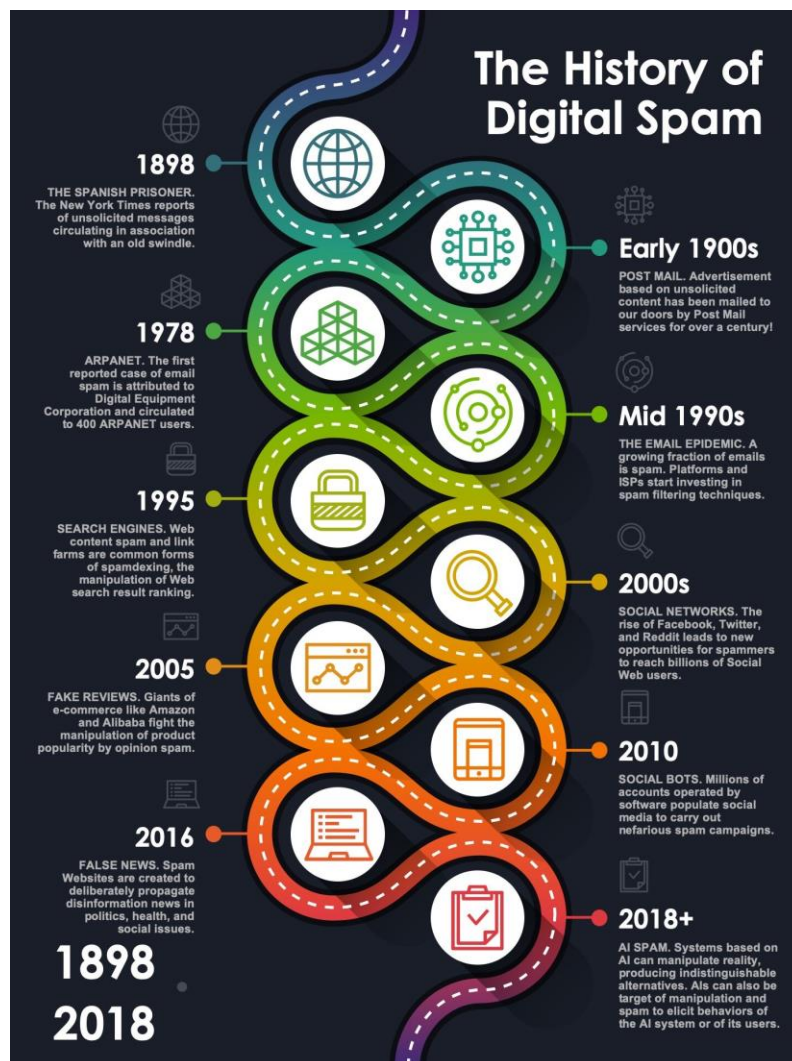 The History of
Digital Spam
1898
THE SPANISH PRISONER.
The New York Times reports
of unsolicited messages
circulating in association
with an old swindle.
Early 1900s
POST MAIL. Advertisement
based on unsolicited
content has been mailed to
our doors by Post Mail
services for over a century!
1978
ARPANET. The first
reported case of email
spam is attributed to
Digital Equipment
Corporation and circulated
to 400 ARPANET users.
Mid 1990s
THE EMAIL EPIDEMIC. A
growing fraction of emails
is spam. Platforms and
ISPs start investing in
spam filtering techniques.
1995
SEARCH ENGINES. Web
content spam and link
farms are common forms
of spamdexing, the
manipulation of Web
search result ranking.
2000s
SOCIAL NETWORKS. The
rise of Facebook, Twitter,
and Reddit leads to new
opportunities for spammers
to reach billions of Social
Web users.
2005
FAKE REVIEWS. Giants of
e-commerce like Amazon
and Alibaba fight the
manipulation of product
popularity by opinion spam.
2010
SOCIAL BOTS. Millions of
accounts operated by
software populate social
media to carry out
nefarious spam campaigns.
2016
FALSE NEWS. Spam
Websites are created to
deliberately propagate
disinformation news in
politics, health, and
social issues.
2018+
AI SPAM. Systems based on
AI can manipulate reality,
producing indistinguishable
alternatives. AIs can also be
target of manipulation and
spam to elicit behaviors of
the AI system or of its users.
1898
2018